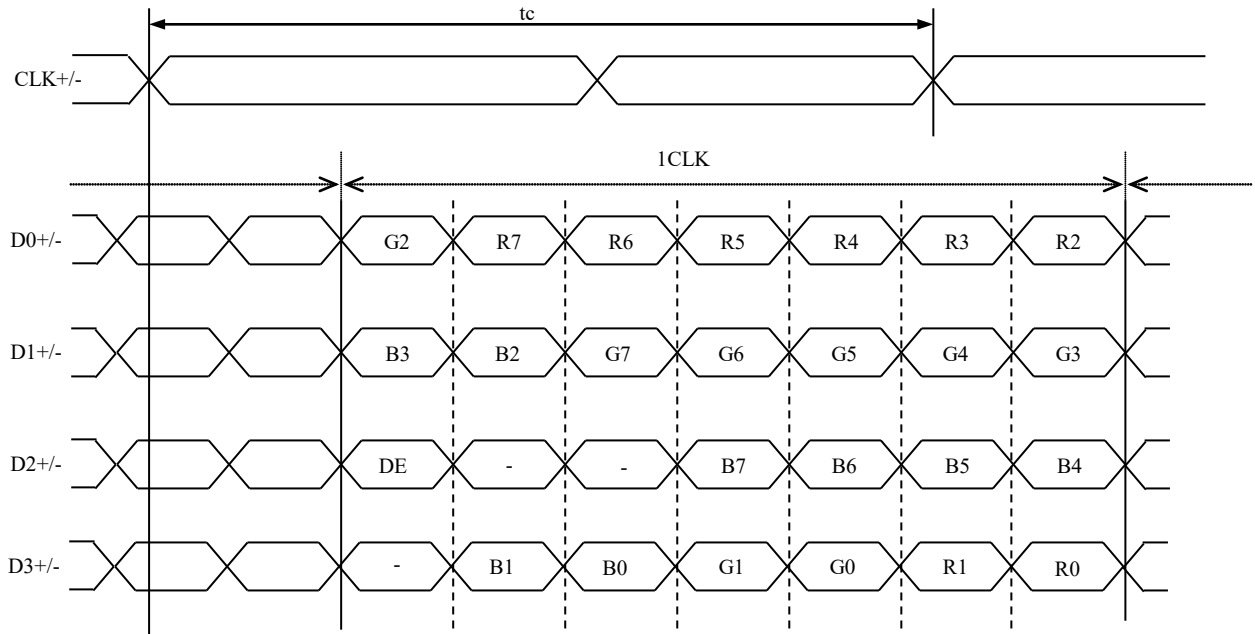 tc
CLK+/-
1CLK
D0+/- G2 R7 R6 R5 R4 R3 R2
D1+/- B3 B2 G7 G6 G5 G4 G3
D2+/- DE - - B7 B6 B5 B4
D3+/- - B1 B0 G1 G0 R1 R0